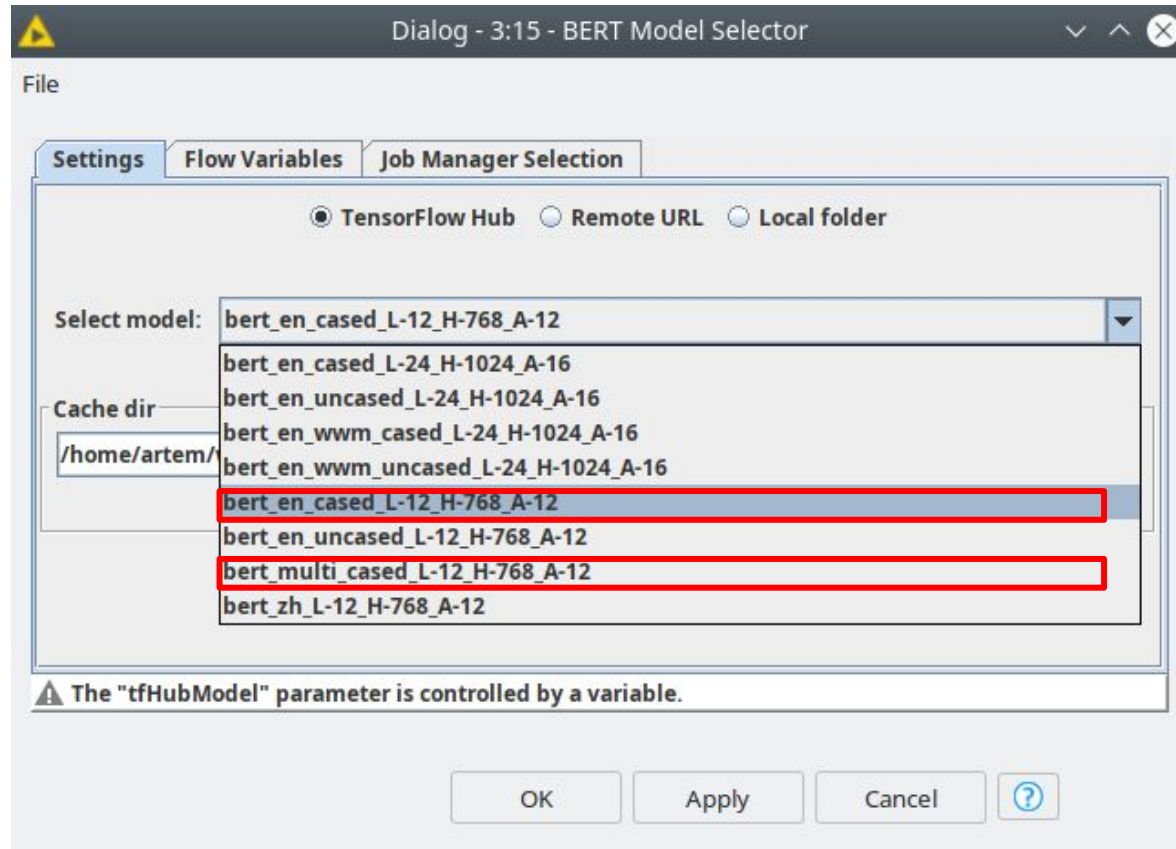 Dialog - 3:15 - BERT Model Selector
File
Settings Flow Variables Job Manager Selection
TensorFlow Hub Remote URL Local folder
Select model: bert_en_cased_L-12_H-768_A-12
bert_en_cased_L-24_H-1024_A-16
bert_en_uncased_L-24_H-1024_A-16
Cache dir
bert_en_wwm_cased_L-24_H-1024_A-16
/home/artem/
bert_en_wwm_uncased_L-24_H-1024_A-16
bert_en_cased_L-12_H-768_A-12
bert_en_uncased_L-12_H-768_A-12
bert_multi_cased_L-12_H-768_A-12
bert_zh_L-12_H-768_A-12
The "tfHubModel" parameter is controlled by a variable.
OK Apply Cancel ?